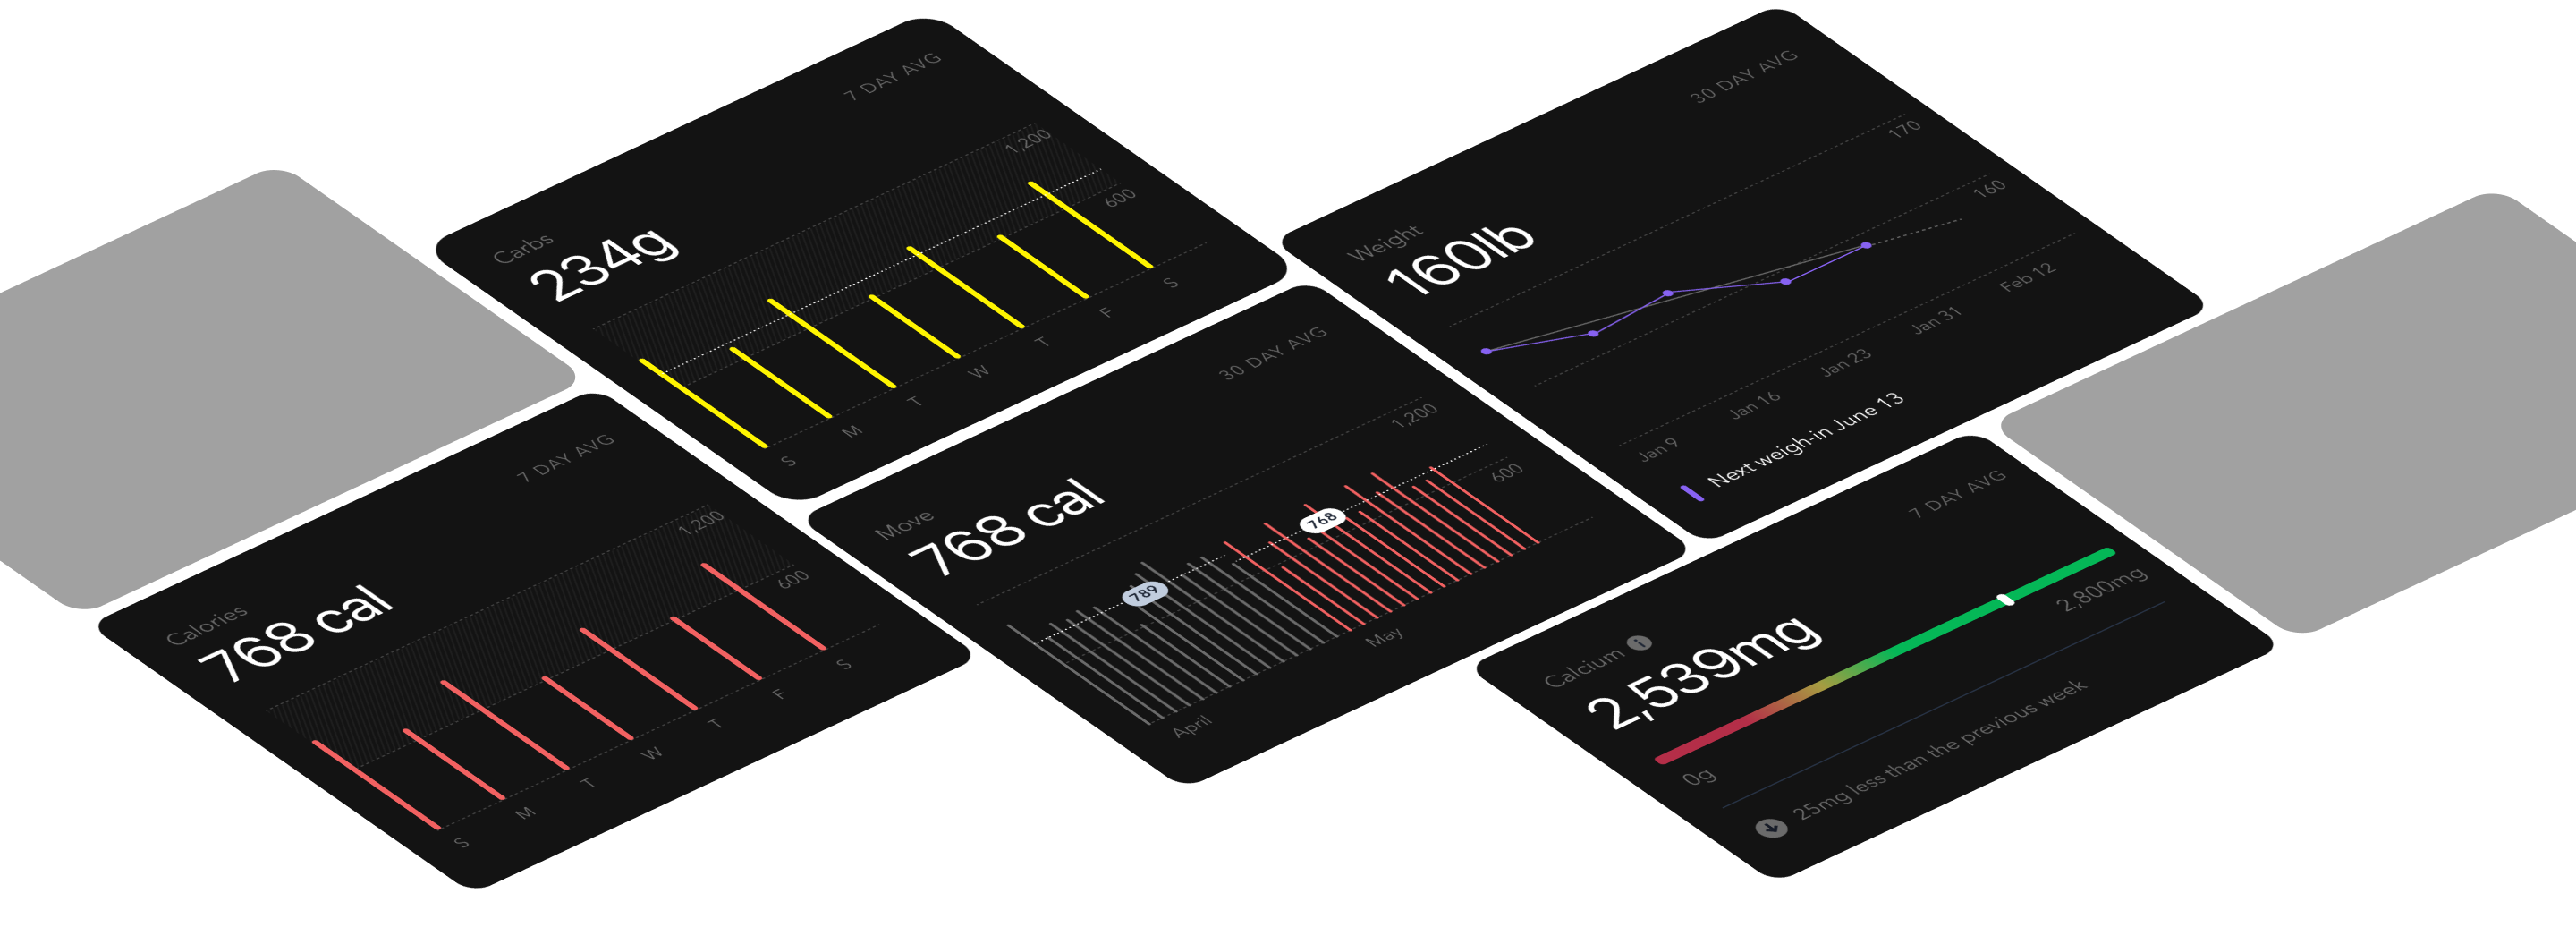 Carbs
234g
7 DAY AVG
1,200
600
S
M
T
W
T
F
S
Weight
160lb
30 DAY AVG
170
160
Jan 9
Jan 16
Jan 23
Jan 31
Feb 12
Next weigh-in June 13
Calories
768 cal
7 DAY AVG
1,200
600
S
M
T
W
T
F
S
Move
768 cal
30 DAY AVG
1,200
600
789
768
April
May
Calcium i
2,539mg
7 DAY AVG
0g
2,800mg
25mg less than the previous week